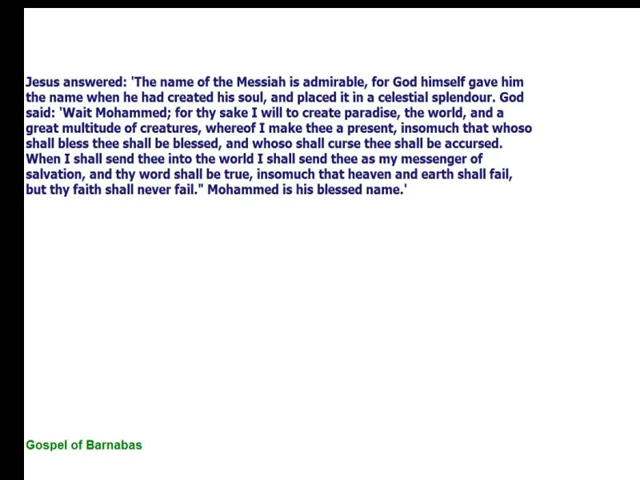 Jesus answered: 'The name of the Messiah is admirable, for God himself gave him
the name when he had created his soul, and placed it in a celestial splendour. God
said: 'Wait Mohammed; for thy sake I will to create paradise, the world, and a
great multitude of creatures, whereof I make thee a present, insomuch that whoso
shall bless thee shall be blessed, and whoso shall curse thee shall be accursed.
When I shall send thee into the world I shall send thee as my messenger of
salvation, and thy word shall be true, insomuch that heaven and earth shall fail,
but thy faith shall never fail." Mohammed is his blessed name.'
Gospel of Barnabas